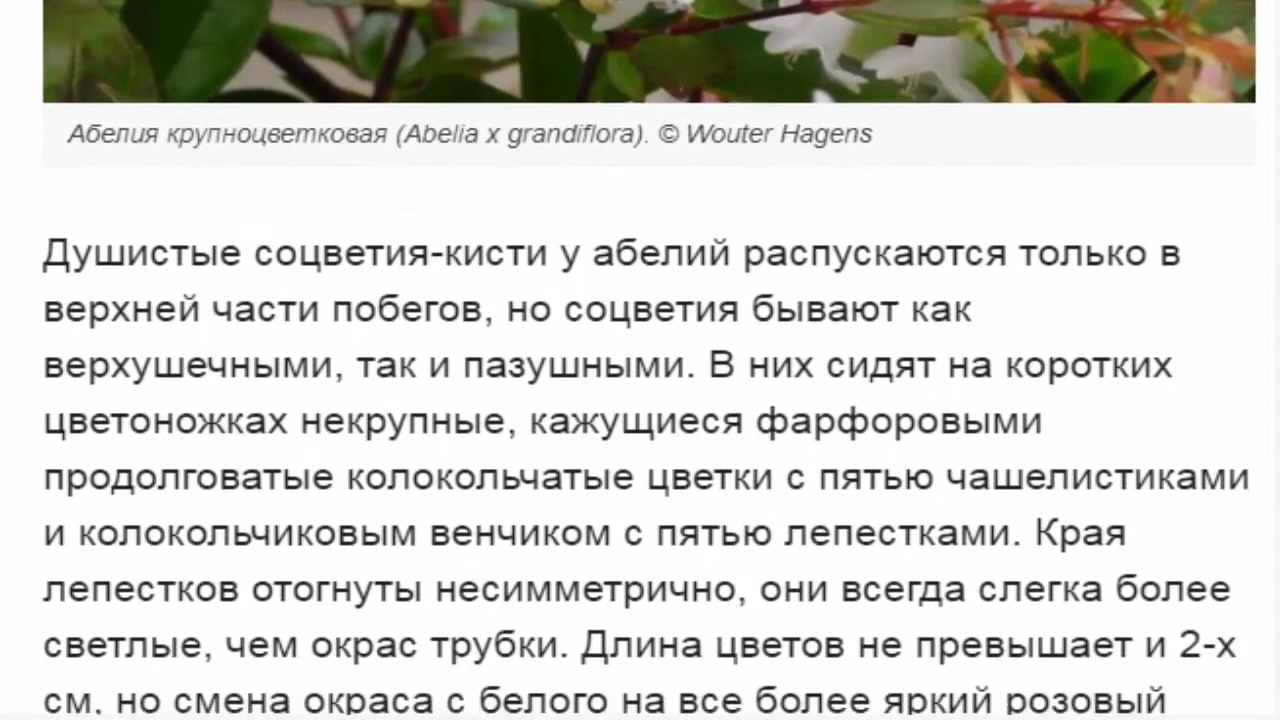 Абелия крупноцветковая (Abelia x grandiflora). © Wouter Hagens
Душистые соцветия-кисти у абелий распускаются только в
верхней части побегов, но соцветия бывают как
верхушечными, так и пазушными. В них сидят на коротких
цветоножках некрупные, кажущиеся фарфоровыми
продолговатые колокольчатые цветки с пятью чашелистиками
и колокольчиковым венчиком с пятью лепестками. Края
лепестков отогнуты несимметрично, они всегда слегка более
светлые, чем окрас трубки. Длина цветов не превышает и 2-х
см, но смена окраса с белого на все более яркий розовый